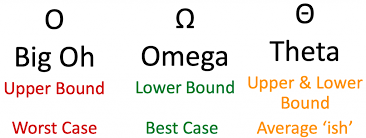 O
Big Oh
Upper Bound
Worst Case
Ω
Omega
Lower Bound
Best Case
Θ
Theta
Upper & Lower
Bound
Average ‘ish’